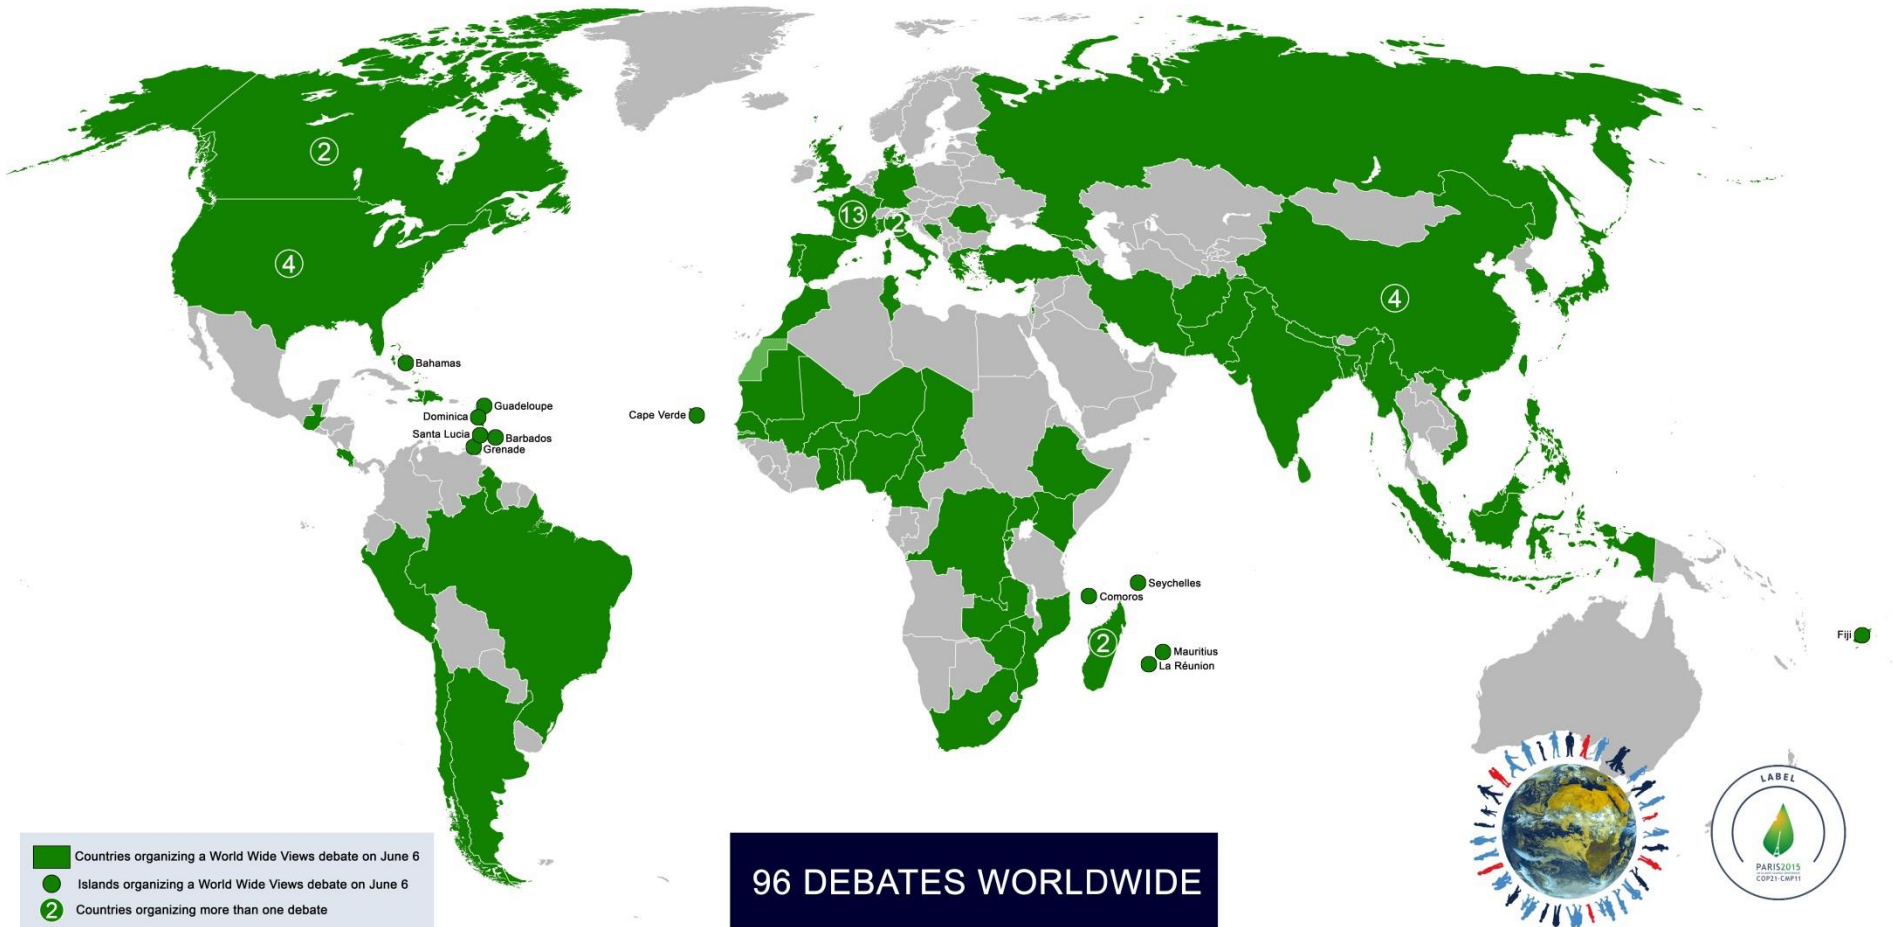 2
13
2
4
4
Bahamas
Guadeloupe
Dominica
Cape Verde
Santa Lucia
Barbados
Grenade
Seychelles
Comoros
Fiji
2
Mauritius
La Réunion
LABEL
Countries organizing a World Wide Views debate on June 6
Islands organizing a World Wide Views debate on June 6
2 Countries organizing more than one debate
96 DEBATES WORLDWIDE
PARIS2015
COP21·CMP11